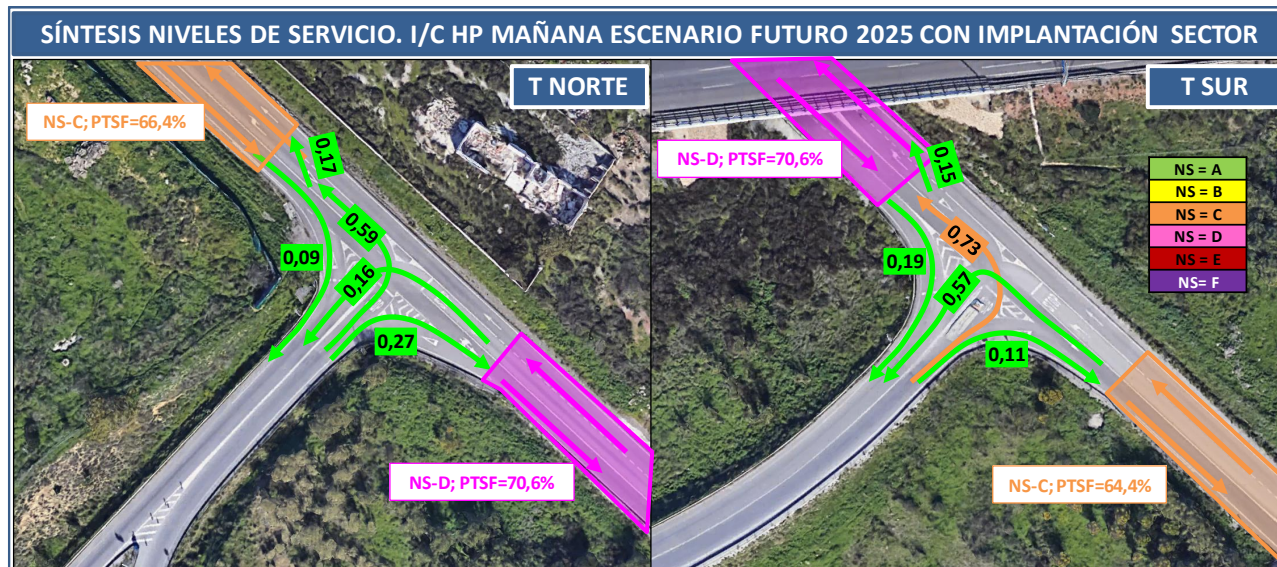 SÍNTESIS NIVELES DE SERVICIO. I/C HP MAÑANA ESCENARIO FUTURO 2025 CON IMPLANTACIÓN SECTOR
T NORTE
NS-C; PTSF=66,4%
0,17
0,59
0,09
0,16
0,27
NS-D; PTSF=70,6%
T SUR
NS-D; PTSF=70,6%
0,15
NS = A
NS = B
NS = C
NS = D
NS = E
NS= F
0,73
0,19
0,57
0,11
NS-C; PTSF=64,4%